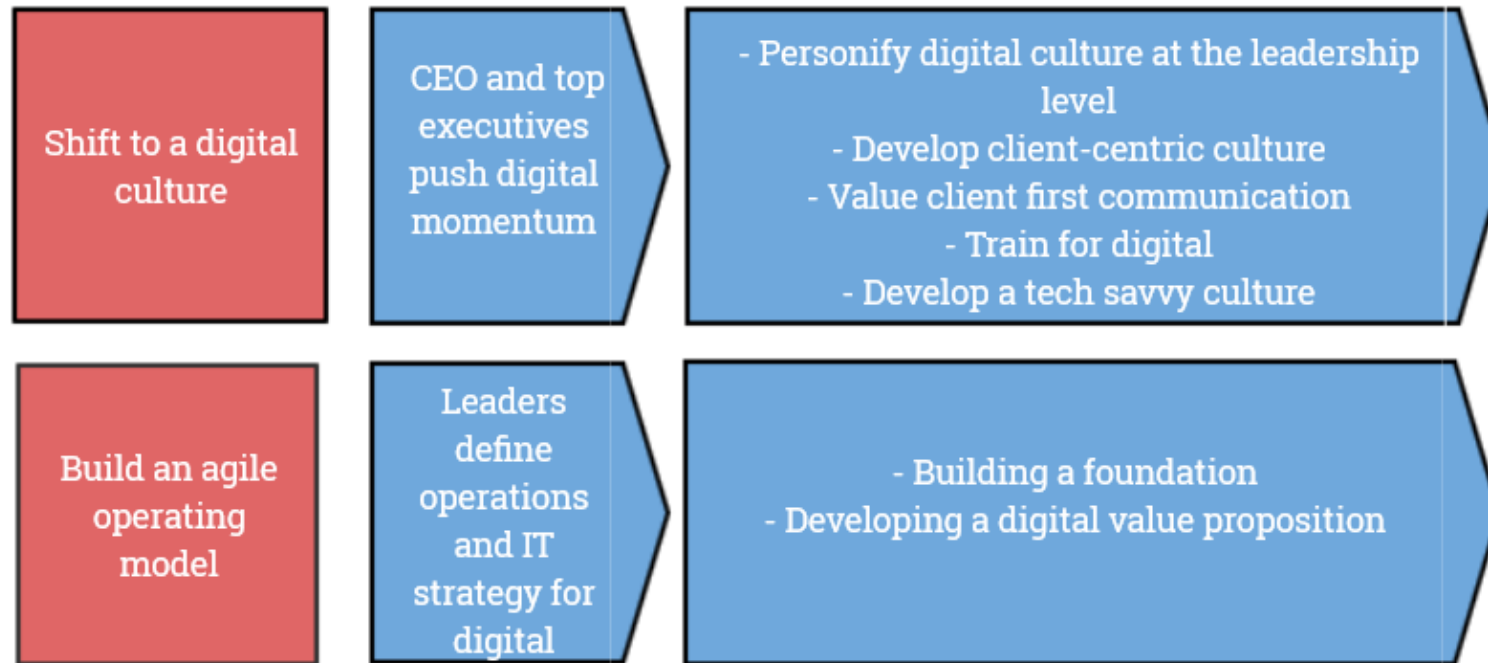 Shift to a digital
culture
CEO and top
executives
push digital
momentum
- Personify digital culture at the leadership
level
- Develop client-centric culture
- Value client first communication
- Train for digital
- Develop a tech savvy culture
Build an agile
operating
model
Leaders
define
operations
and IT
strategy for
digital
- Building a foundation
- Developing a digital value proposition